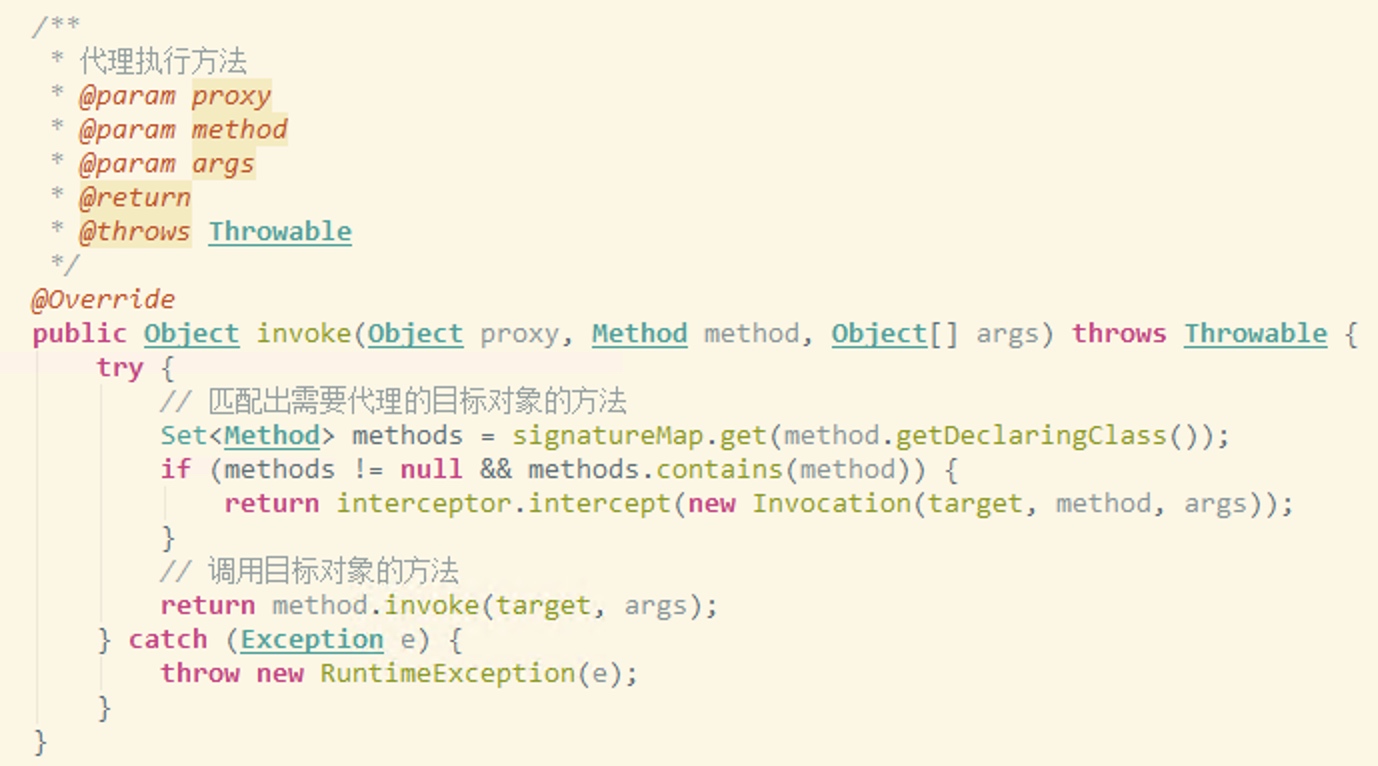 /**
 * 代理执行方法
 * @param proxy
 * @param method
 * @param args
 * @return
 * @throws Throwable
 */
@Override
public Object invoke(Object proxy, Method method, Object[] args) throws Throwable {
    try {
        // 匹配出需要代理的目标对象的方法
        Set<Method> methods = signatureMap.get(method.getDeclaringClass());
        if (methods != null && methods.contains(method)) {
            return interceptor.intercept(new Invocation(target, method, args));
        }
        // 调用目标对象的方法
        return method.invoke(target, args);
    } catch (Exception e) {
        throw new RuntimeException(e);
    }
}